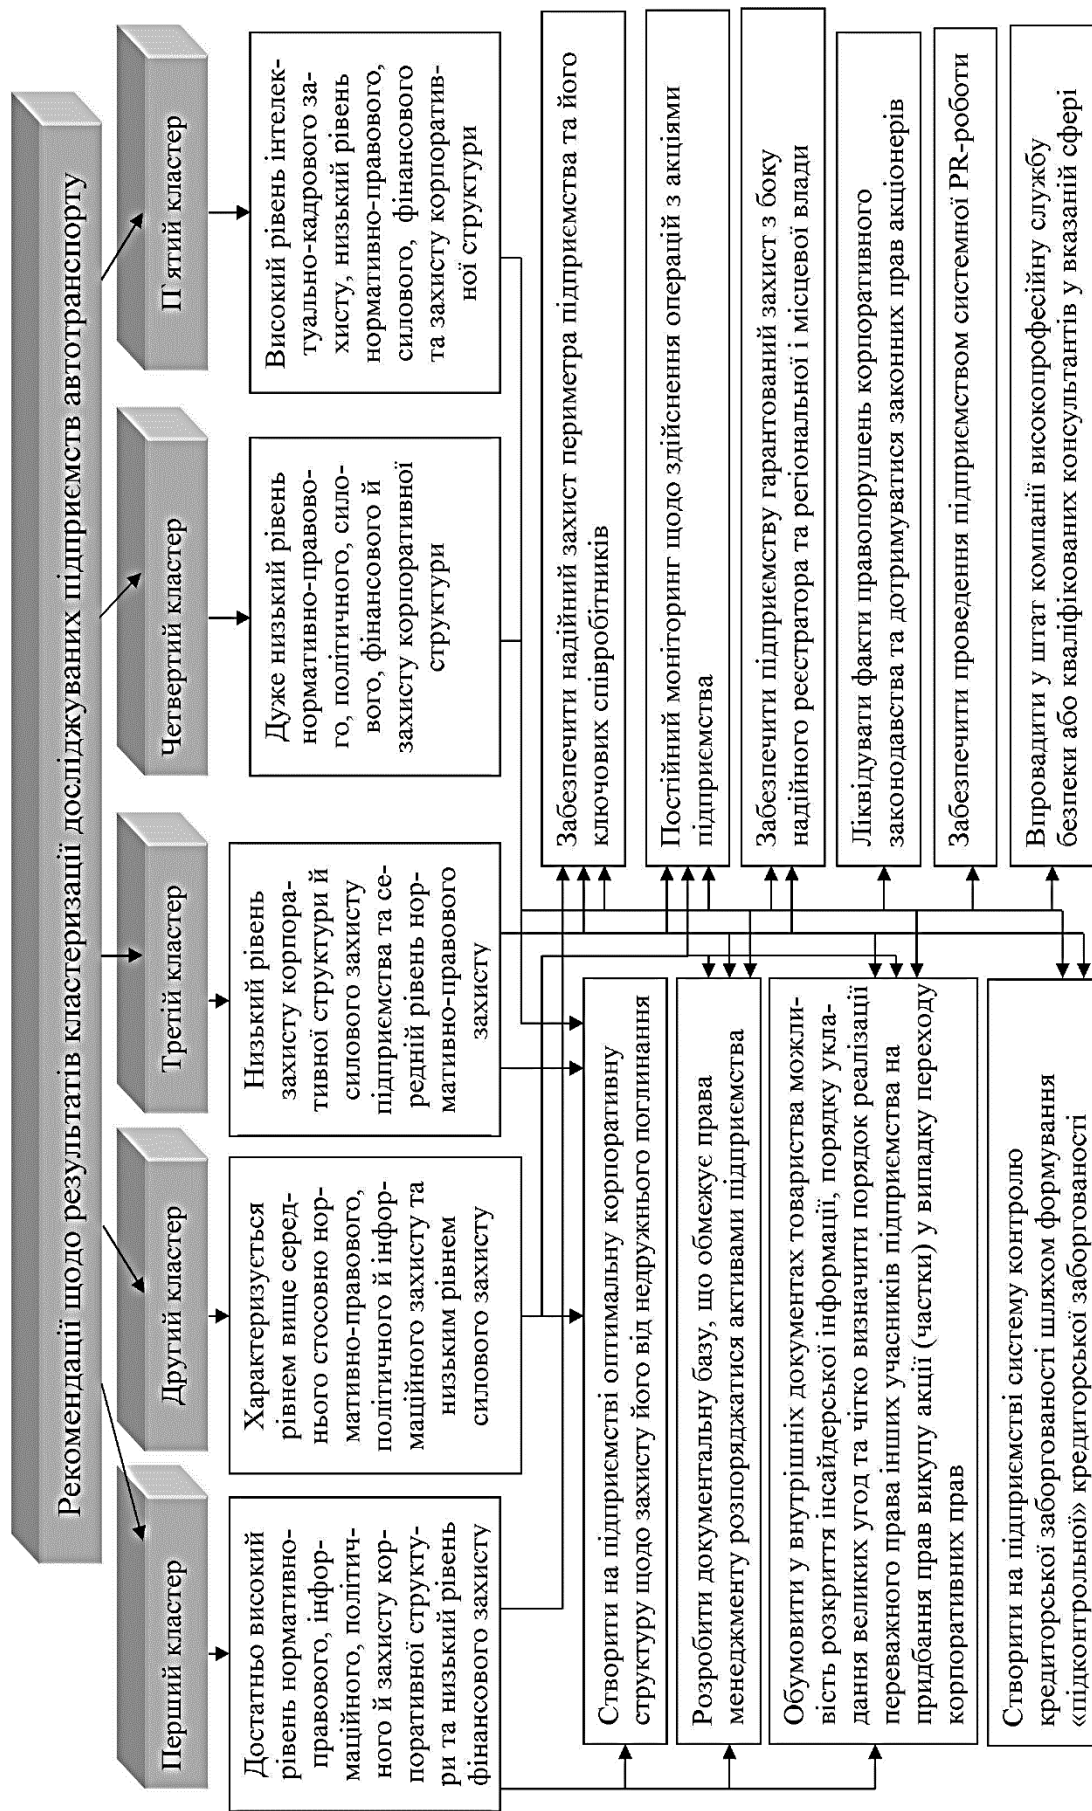 Рекомендації щодо результатів кластеризації досліджуваних підприємств автотранспорту
Перший кластер
Другий кластер
Третій кластер
Четвертий кластер
П`ятий кластер
Достатньо високий
рівень нормативно-
правового, інфор-
маційного, політич-
ного й захисту кор-
поративної структу-
ри та низький рівень
фінансового захисту
Характеризується
рівнем вище серед-
нього стосовно нор-
мативно-правового,
політичного й інфор-
маційного захисту та
низьким рівнем
силового захисту
Низький рівень
захисту корпора-
тивної структури й
силового захисту
підприємства та се-
редній рівень нор-
мативно-правового
захисту
Дуже низький рівень
нормативно-правово-
го, політичного, сило-
вого, фінансового й
захисту корпоративної
структури
Високий рівень інтелек-
туально-кадрового за-
хисту, низький рівень
нормативно-правового,
силового, фінансового
та захисту корпоратив-
ної структури
Створити на підприємстві оптимальну корпоративну
структуру щодо захисту його від недружнього поглинання
Розробити документальну базу, що обмежує права
менеджменту розпоряджатися активами підприємства
Обумовити у внутрішніх документах товариства можли-
вість розкриття інсайдерської інформації, порядку укла-
дання великих угод та чітко визначити порядок реалізації
переважного права інших учасників підприємства на
придбання прав викупу акції (частки) у випадку переходу
корпоративних прав
Створити на підприємстві систему контролю
кредиторської заборгованості шляхом формування
«підконтрольної» кредиторської заборгованості
Забезпечити надійний захист периметра підприємства та його
ключових співробітників
Постійний моніторинг щодо здійснення операцій з акціями
підприємства
Забезпечити підприємству гарантований захист з боку
надійного реєстратора та регіональної і місцевої влади
Ліквідувати факти правопорушень корпоративного
законодавства та дотримуватися законних прав акціонерів
Забезпечити проведення підприємством системної PR-роботи
Впровадити у штат компанії високопрофесійну службу
безпеки або кваліфікованих консультантів у вказаній сфері